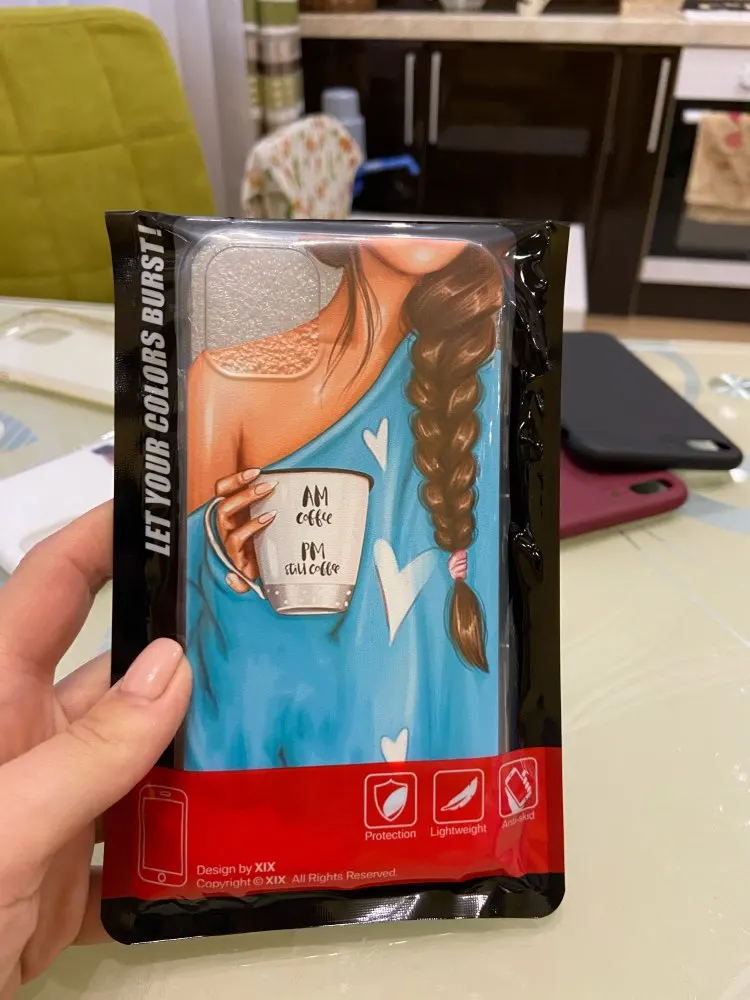 LET YOUR COLORS BURST!
AM
coffee
PM
still coffee
Protection
Lightweight
Anti-skid
Design by XIX
Copyright © XIX All Rights Reserved.